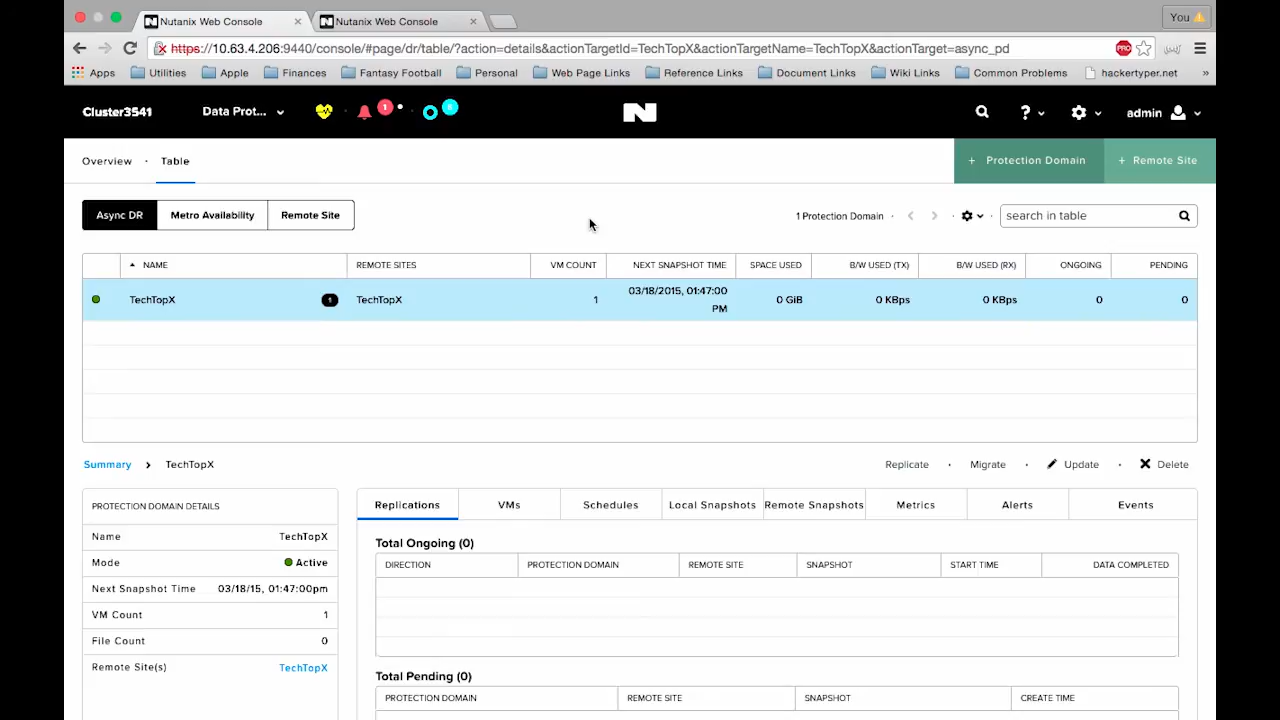 Nutanix Web Console
Nutanix Web Console
You
https://10.63.4.206:9440/console/#page/dr/table/?action=details&actionTargetId=TechTopX&actionTargetName=TechTopX&actionTarget=async_pd
PRO
Apps Utilities Apple Finances Fantasy Football Personal Web Page Links Reference Links Document Links Wiki Links Common Problems hackertyper.net »
Cluster3541 Data Prot... 1 ? admin
Overview · Table
+ Protection Domain + Remote Site
Async DR Metro Availability Remote Site
1 Protection Domain
search in table
NAME REMOTE SITES VM COUNT NEXT SNAPSHOT TIME SPACE USED B/W USED (TX) B/W USED (RX) ONGOING PENDING
TechTopX 1 TechTopX 1 03/18/2015, 01:47:00 PM 0 GiB 0 KBps 0 KBps 0 0
Summary > TechTopX
Replicate · Migrate · Update · Delete
PROTECTION DOMAIN DETAILS
Name TechTopX
Mode Active
Next Snapshot Time 03/18/15, 01:47:00pm
VM Count 1
File Count 0
Remote Site(s) TechTopX
Replications VMs Schedules Local Snapshots Remote Snapshots Metrics Alerts Events
Total Ongoing (0)
DIRECTION PROTECTION DOMAIN REMOTE SITE SNAPSHOT START TIME DATA COMPLETED
Total Pending (0)
PROTECTION DOMAIN REMOTE SITE SNAPSHOT CREATE TIME